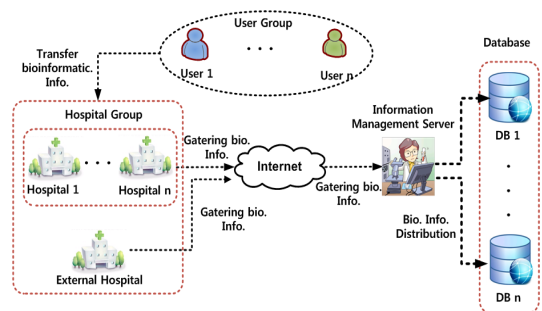 User Group
User 1
. . .
User n
Transfer
bioinformatic.
Info.
Hospital Group
Hospital 1
. . .
Hospital n
External Hospital
Gatering bio.
Info.
Gatering bio.
Info.
Internet
Gatering bio.
Info.
Information
Management Server
Bio. Info.
Distribution
Database
DB 1
DB n